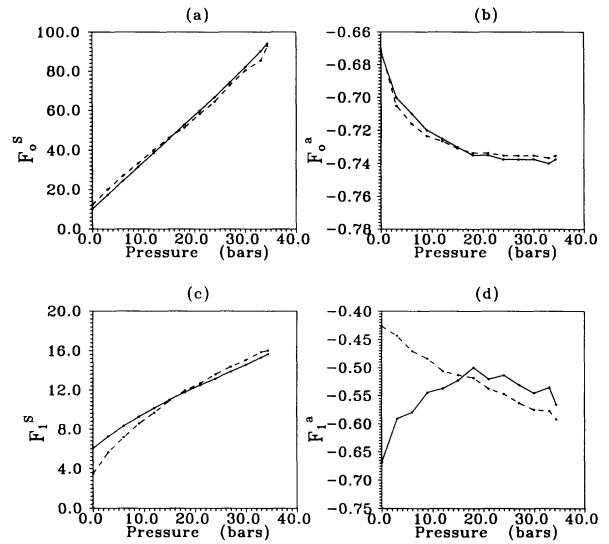 (a)
100.0
80.0
60.0
40.0
20.0
0.0
F_o^S
0.0 10.0 20.0 30.0 40.0
Pressure (bars)
(b)
−0.66
−0.68
−0.70
−0.72
−0.74
−0.76
−0.78
F_o^a
0.0 10.0 20.0 30.0 40.0
Pressure (bars)
(c)
20.0
16.0
12.0
8.0
4.0
0.0
F_1^S
0.0 10.0 20.0 30.0 40.0
Pressure (bars)
(d)
−0.40
−0.45
−0.50
−0.55
−0.60
−0.65
−0.70
−0.75
F_1^a
0.0 10.0 20.0 30.0 40.0
Pressure (bars)